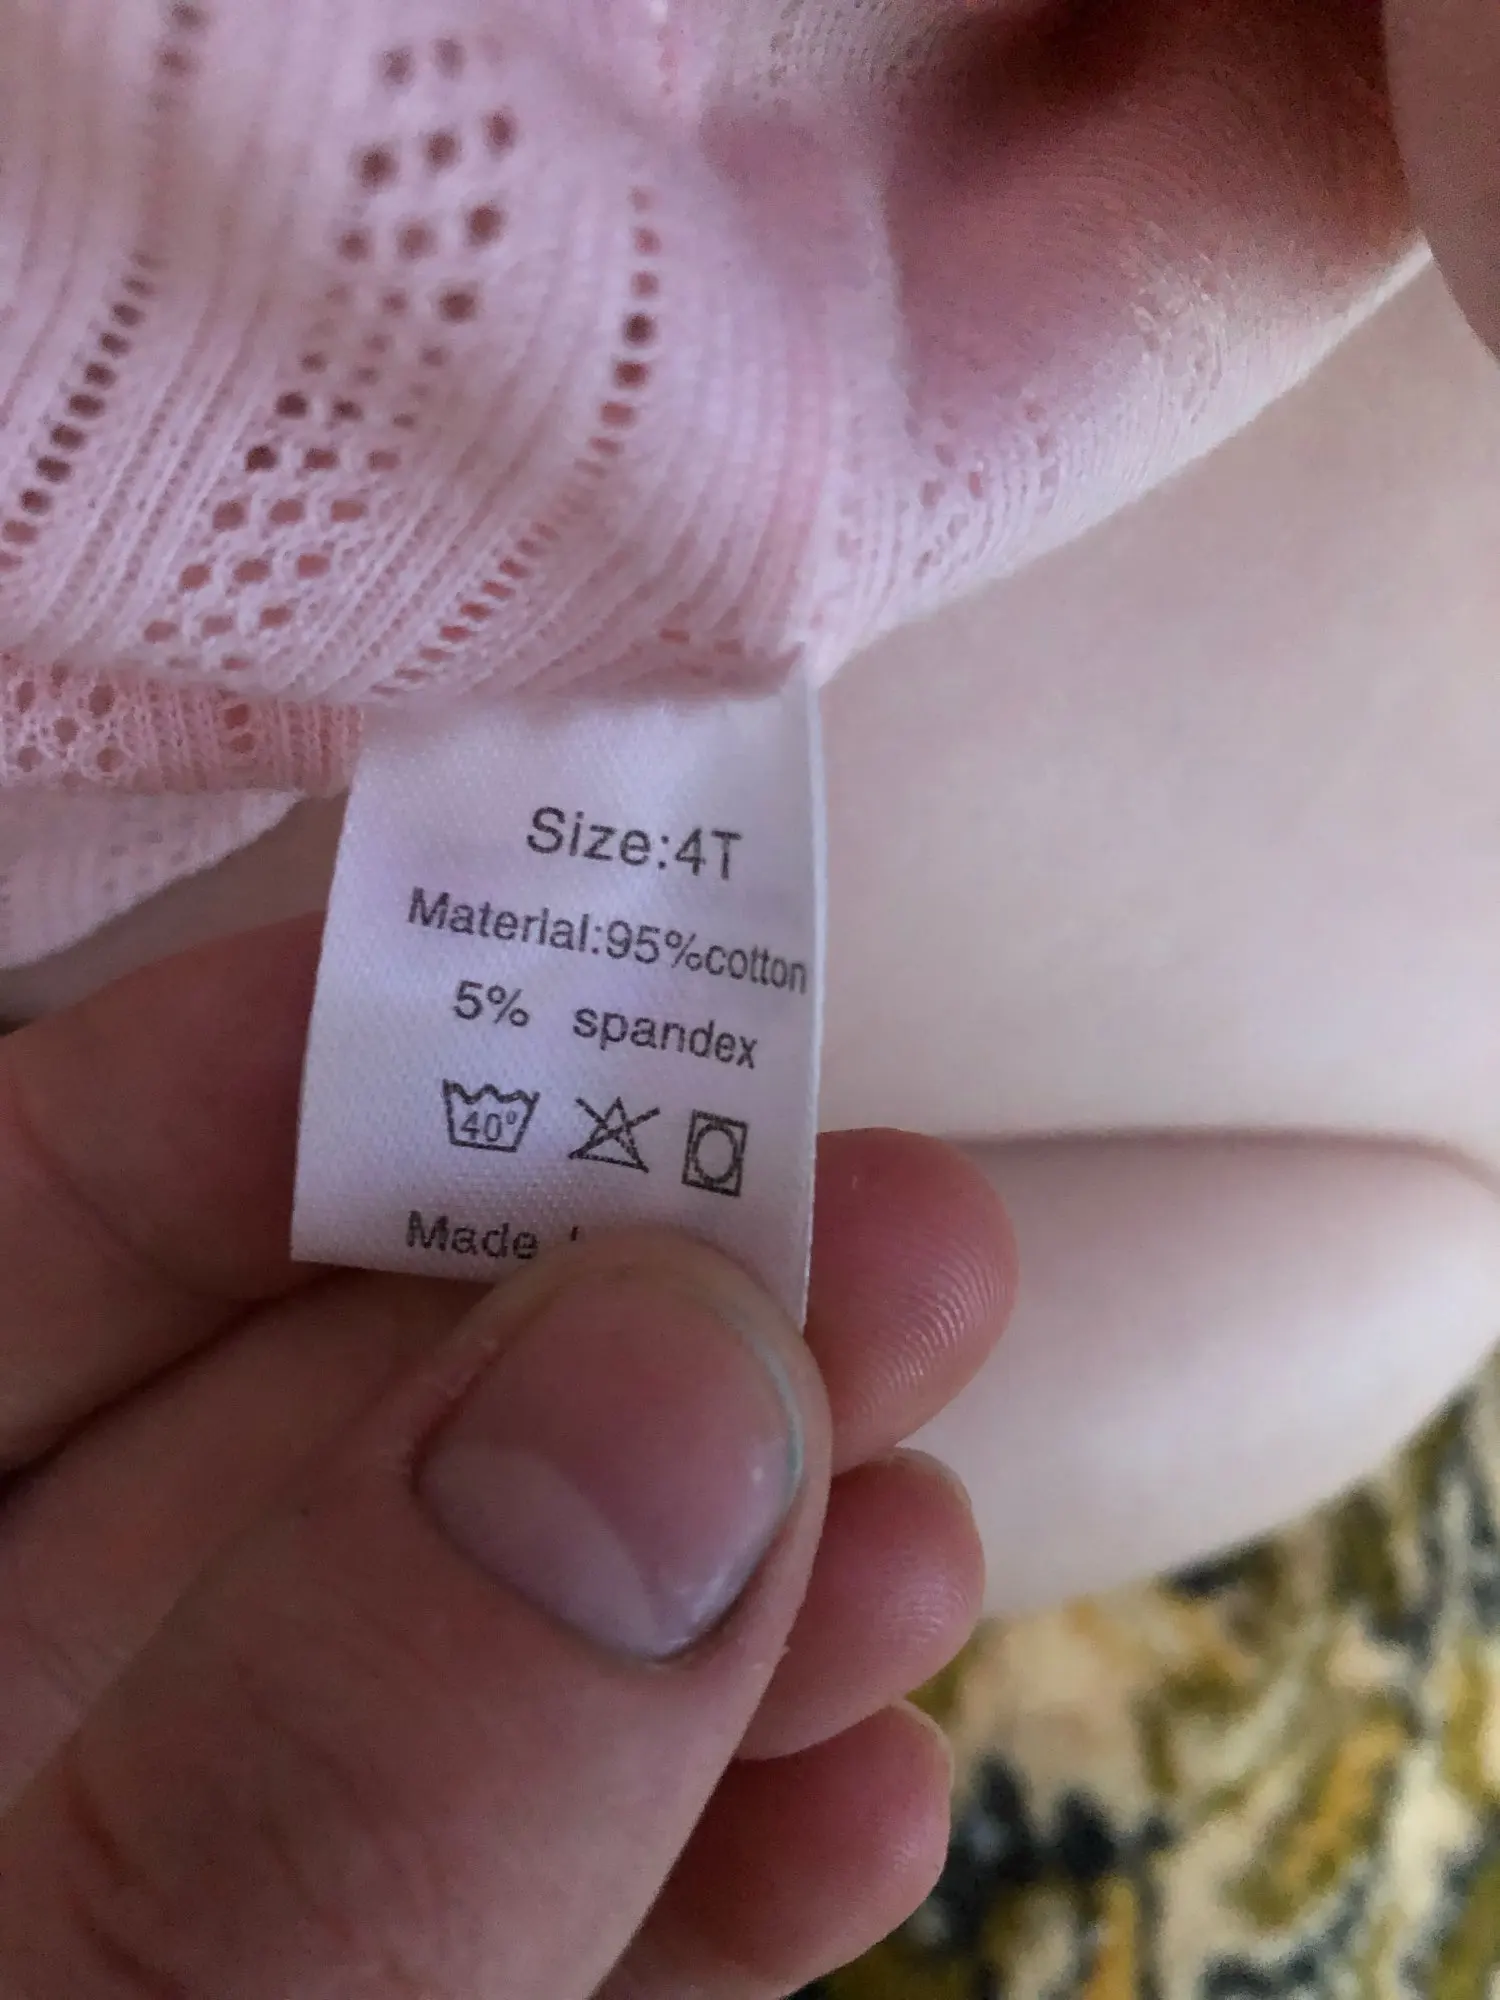 Size:4T
Material:95%cotton
5% spandex
40°
Made